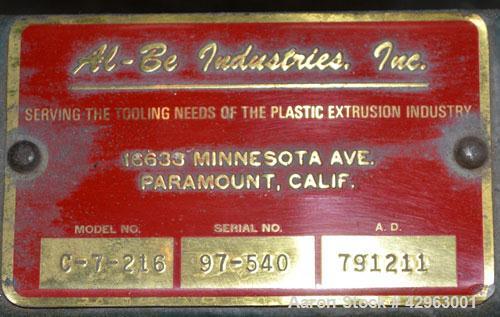 Al-Be Industries, Inc.
SERVING THE TOOLING NEEDS OF THE PLASTIC EXTRUSION INDUSTRY
16633 MINNESOTA AVE.
PARAMOUNT, CALIF.
MODEL NO. SERIAL NO. A. D.
C-7-216 97-540 791211
Aaron Stock # 42963001